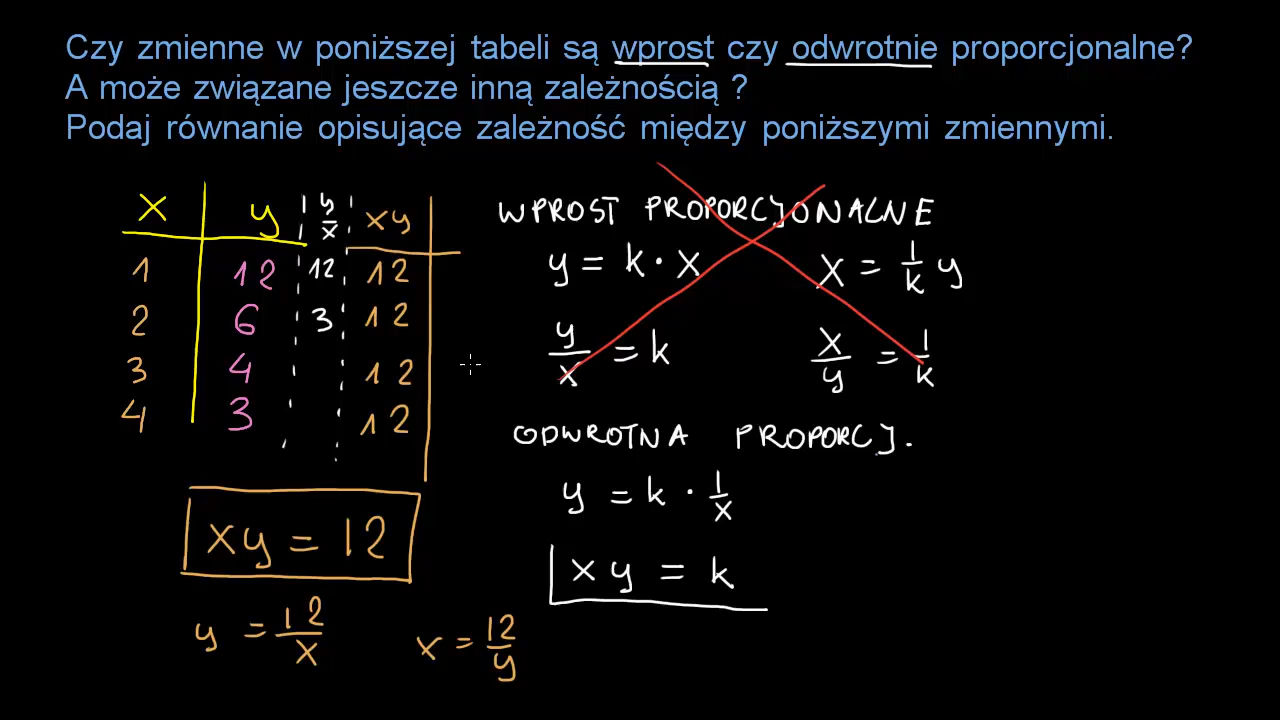 Czy zmienne w poniższej tabeli są wprost czy odwrotnie proporcjonalne?
A może związane jeszcze inną zależnością ?
Podaj równanie opisujące zależność między poniższymi zmiennymi.
x y y/x xy
1 12 12 12
2 6 3 12
3 4 12
4 3 12
xy = 12
y = 12/x x = 12/y
WPROST PROPORCJONALNE
y = k · x x = 1/k y
y/x = k x/y = 1/k
ODWROTNA PROPORCJ.
y = k · 1/x
xy = k